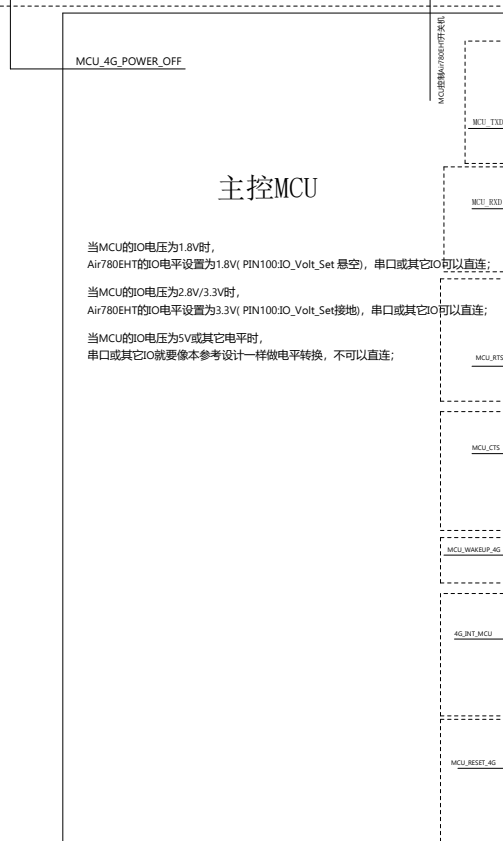 MCU_4G_POWER_OFF
MCU控制Air780EHT开关机
MCU_TXD
主控MCU
MCU_RXD
当MCU的IO电压为1.8V时，
Air780EHT的IO电平设置为1.8V( PIN100:IO_Volt_Set 悬空)，串口或其它IO可以直连；
当MCU的IO电压为2.8V/3.3V时，
Air780EHT的IO电平设置为3.3V( PIN100:IO_Volt_Set接地)，串口或其它IO可以直连；
当MCU的IO电压为5V或其它电平时，
串口或其它IO就要像本参考设计一样做电平转换，不可以直连；
MCU_RTS
MCU_CTS
MCU_WAKEUP_4G
4G_INT_MCU
MCU_RESET_4G